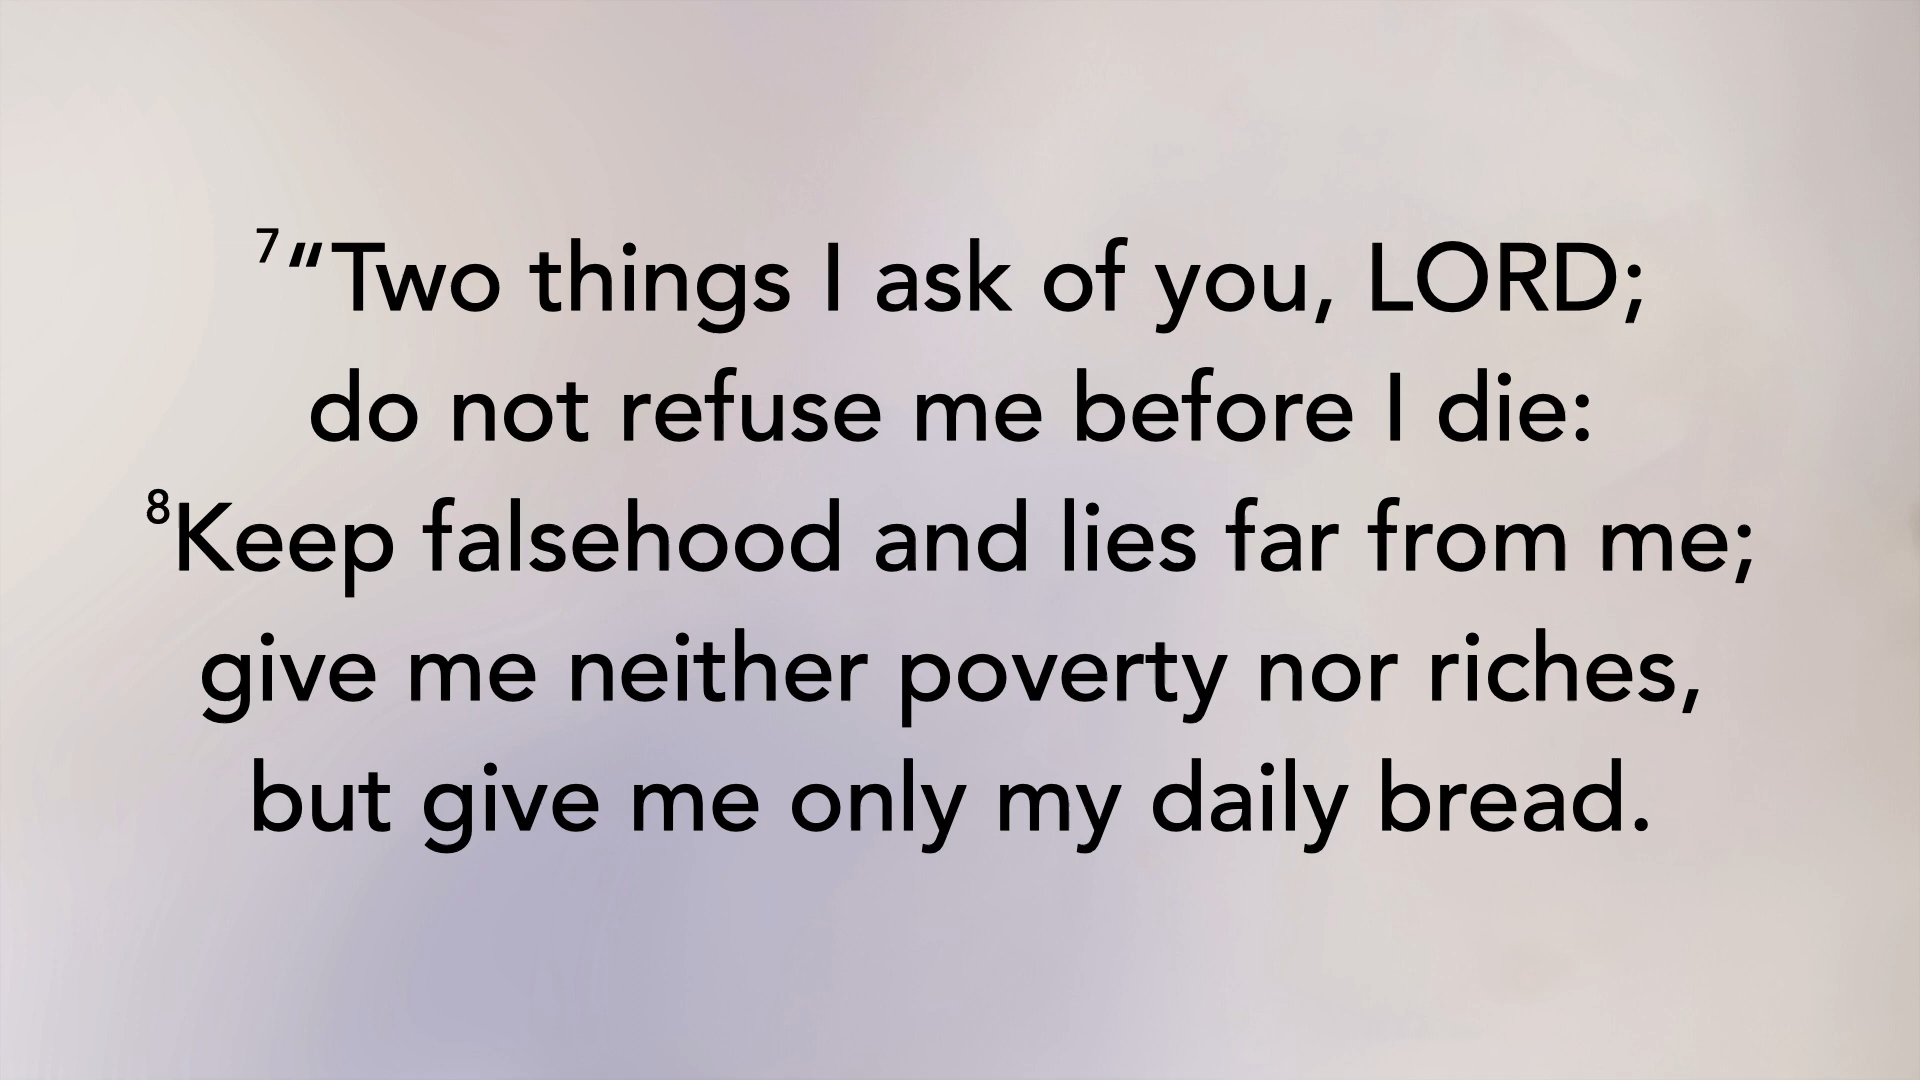 ⁷“Two things I ask of you, LORD;
do not refuse me before I die:
⁸Keep falsehood and lies far from me;
give me neither poverty nor riches,
but give me only my daily bread.